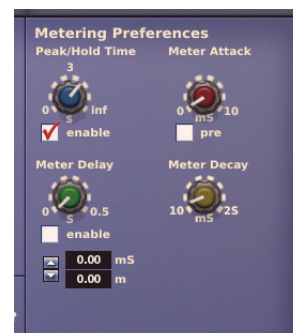 Metering Preferences
Peak/Hold Time Meter Attack
3
0 inf 0 10
S mS
enable pre
Meter Delay Meter Decay
0 0.5 10 2S
S mS
enable
0.00 mS
0.00 m